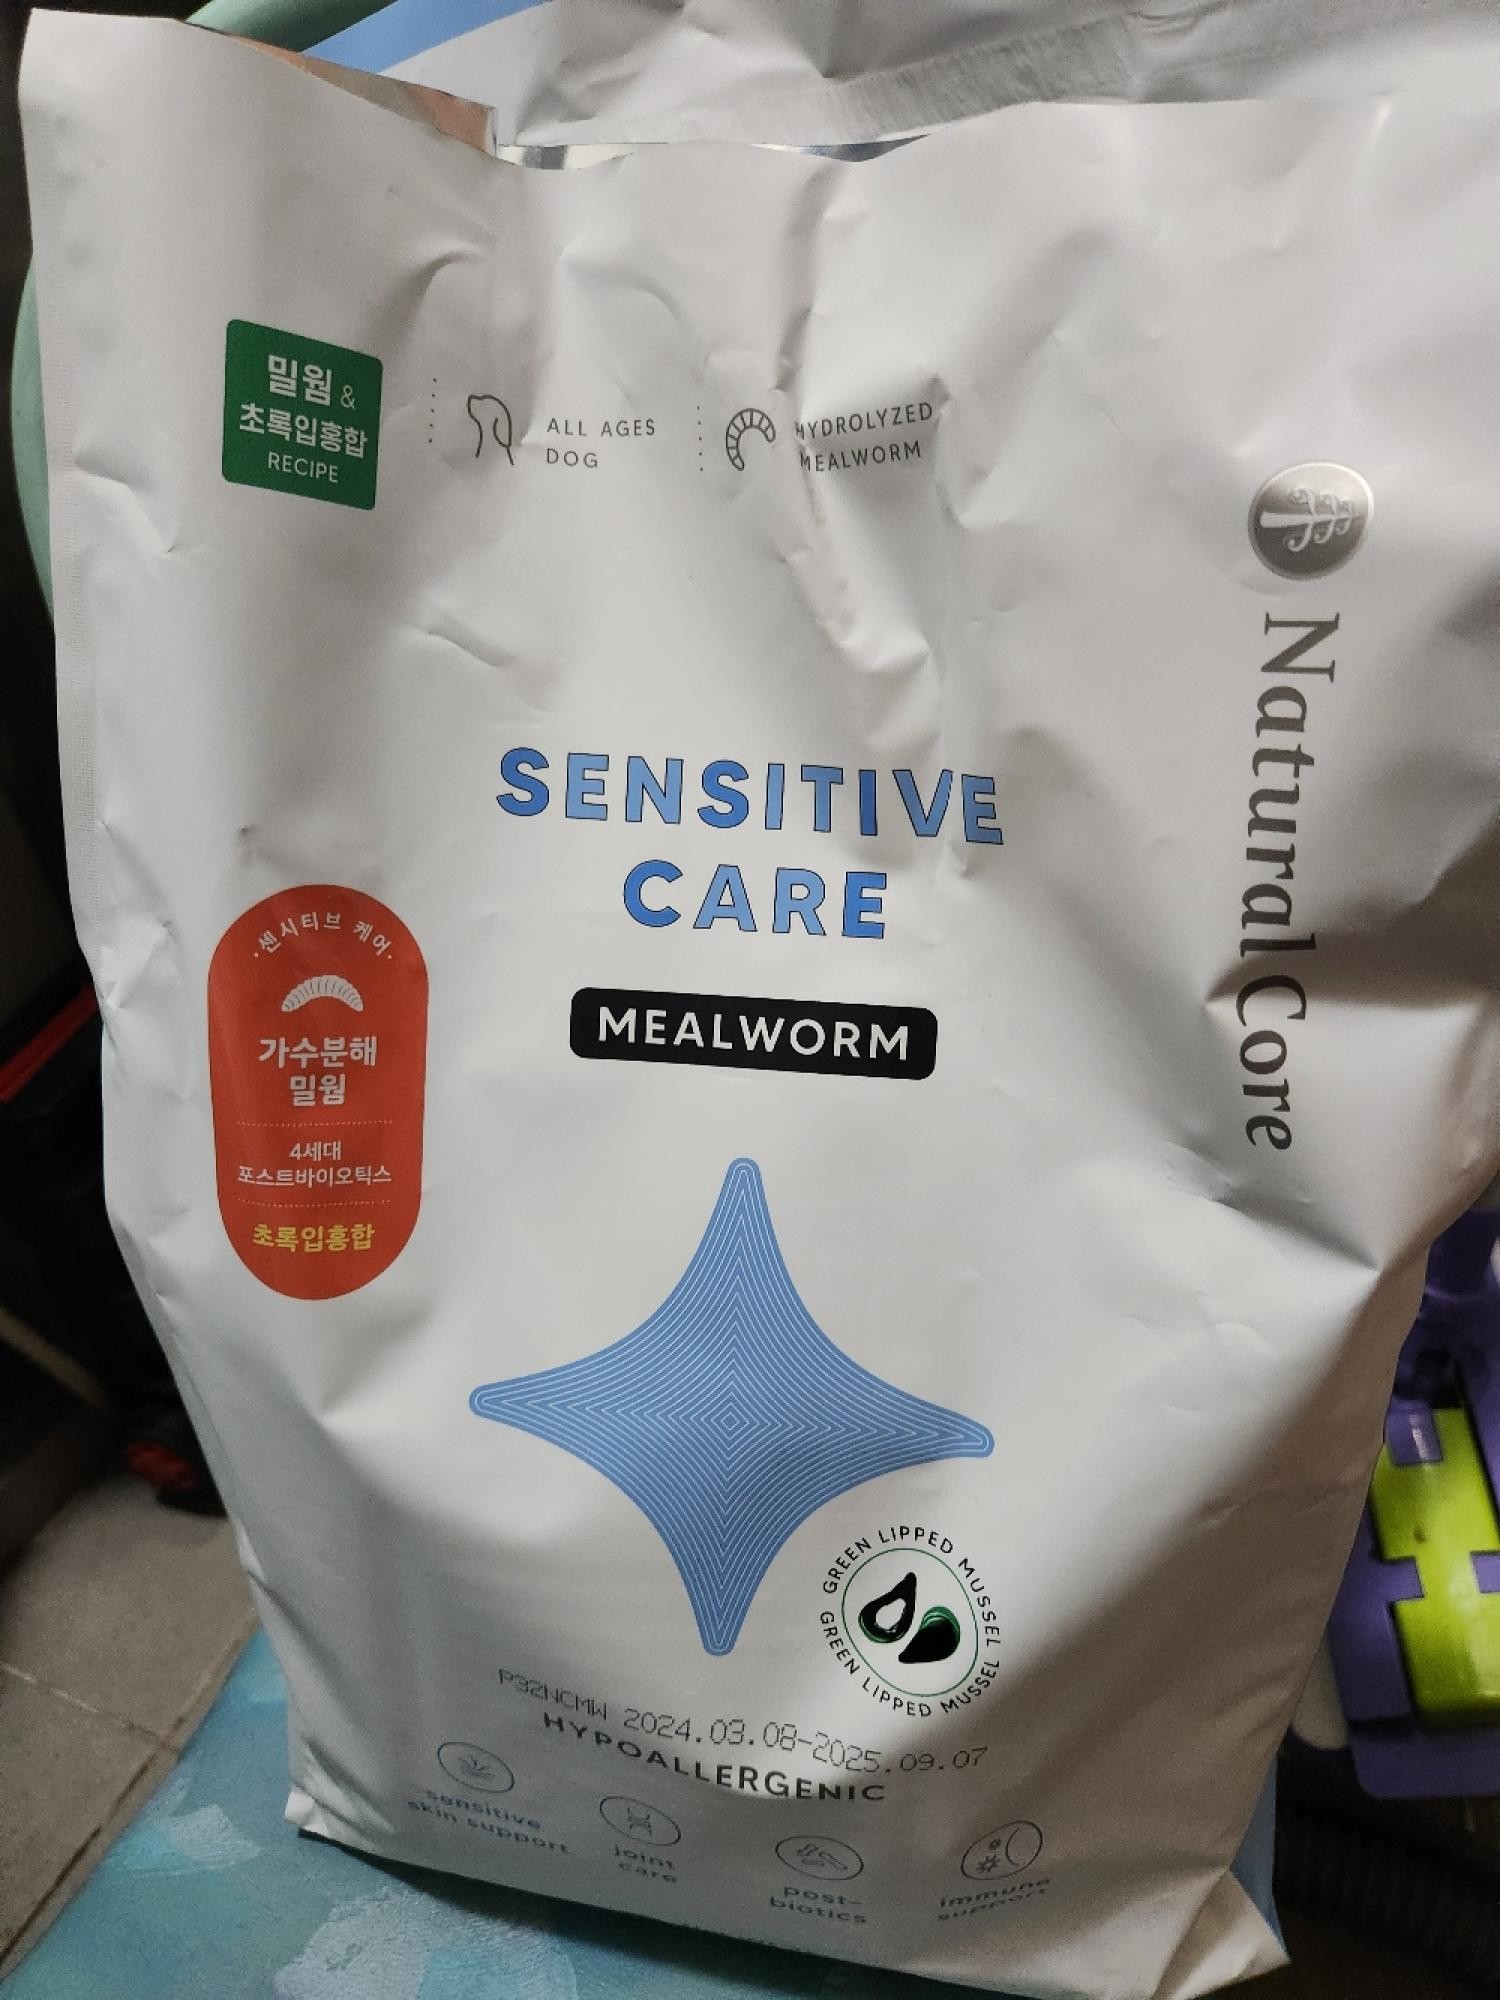 밀웜 &
초록입홍합
RECIPE
ALL AGES
DOG
HYDROLYZED
MEALWORM
Natural Core
SENSITIVE
CARE
MEALWORM
·센시티브 케어·
가수분해
밀웜
4세대
포스트바이오틱스
초록입홍합
GREEN LIPPED MUSSEL
GREEN LIPPED MUSSEL
P32NCMW 2024.03.08-2025.09.07
HYPOALLERGENIC
sensitive
skin support
joint
care
post-
biotics
immune
support